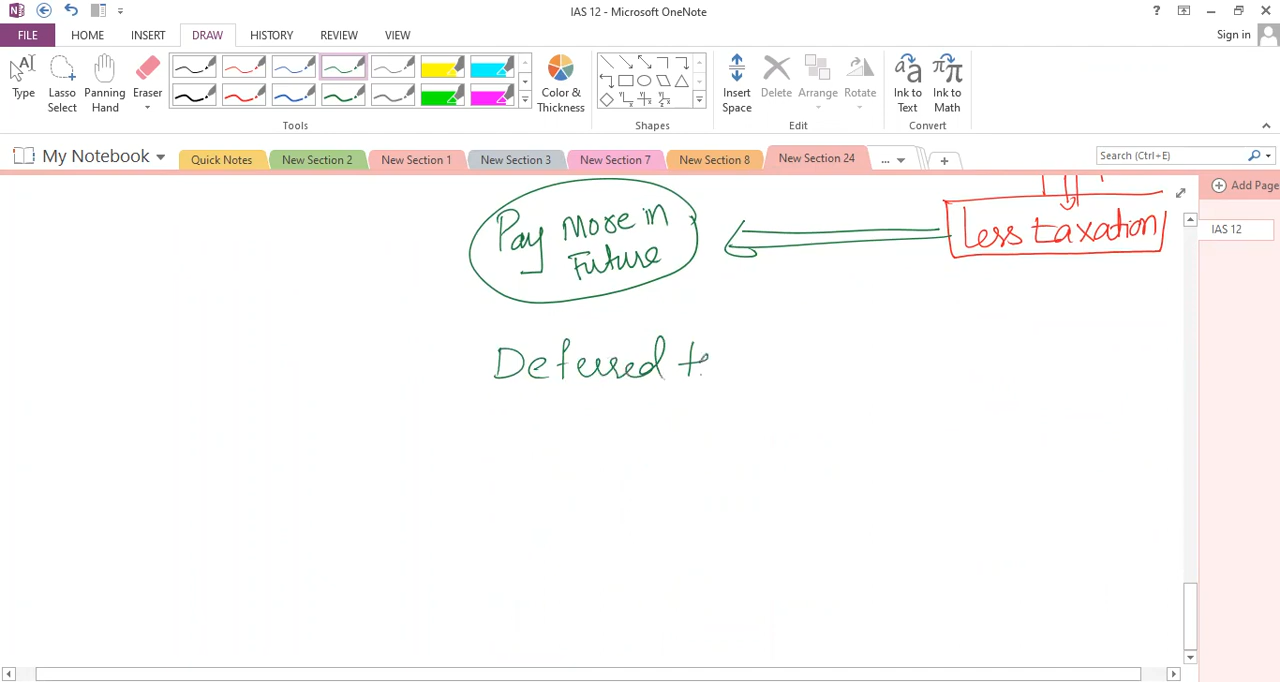 IAS 12 - Microsoft OneNote
?
FILE
HOME
INSERT
DRAW
HISTORY
REVIEW
VIEW
Sign in
Type
Lasso Select
Panning Hand
Eraser
Color & Thickness
Insert Space
Delete
Arrange
Rotate
Ink to Text
Ink to Math
Tools
Shapes
Edit
Convert
My Notebook
Quick Notes
New Section 2
New Section 1
New Section 3
New Section 7
New Section 8
New Section 24
...
Search (Ctrl+E)
Add Page
IAS 12
Pay More in
Future
Less taxation
Deferred t